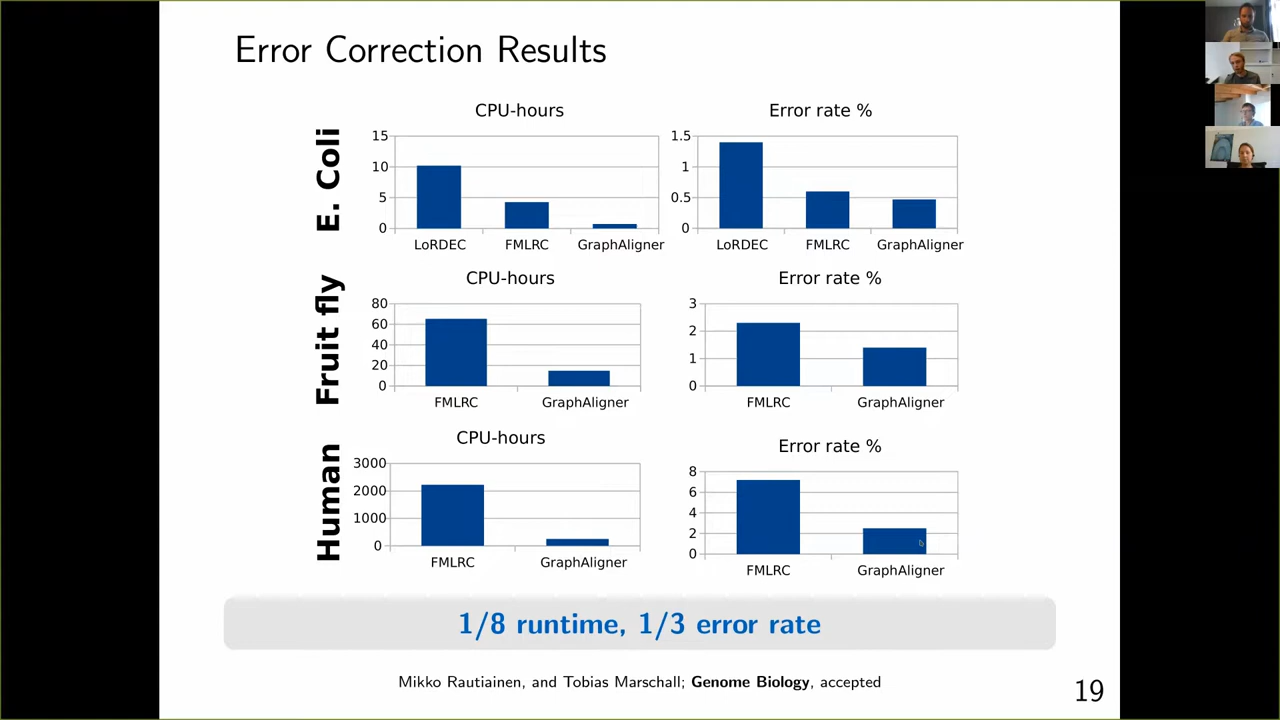 Error Correction Results
E. Coli
CPU-hours
15
10
5
0
LoRDEC FMLRC GraphAligner
Error rate %
1.5
1
0.5
0
LoRDEC FMLRC GraphAligner
Fruit fly
CPU-hours
80
60
40
20
0
FMLRC GraphAligner
Error rate %
3
2
1
0
FMLRC GraphAligner
Human
CPU-hours
3000
2000
1000
0
FMLRC GraphAligner
Error rate %
8
6
4
2
0
FMLRC GraphAligner
1/8 runtime, 1/3 error rate
Mikko Rautiainen, and Tobias Marschall; Genome Biology, accepted
19